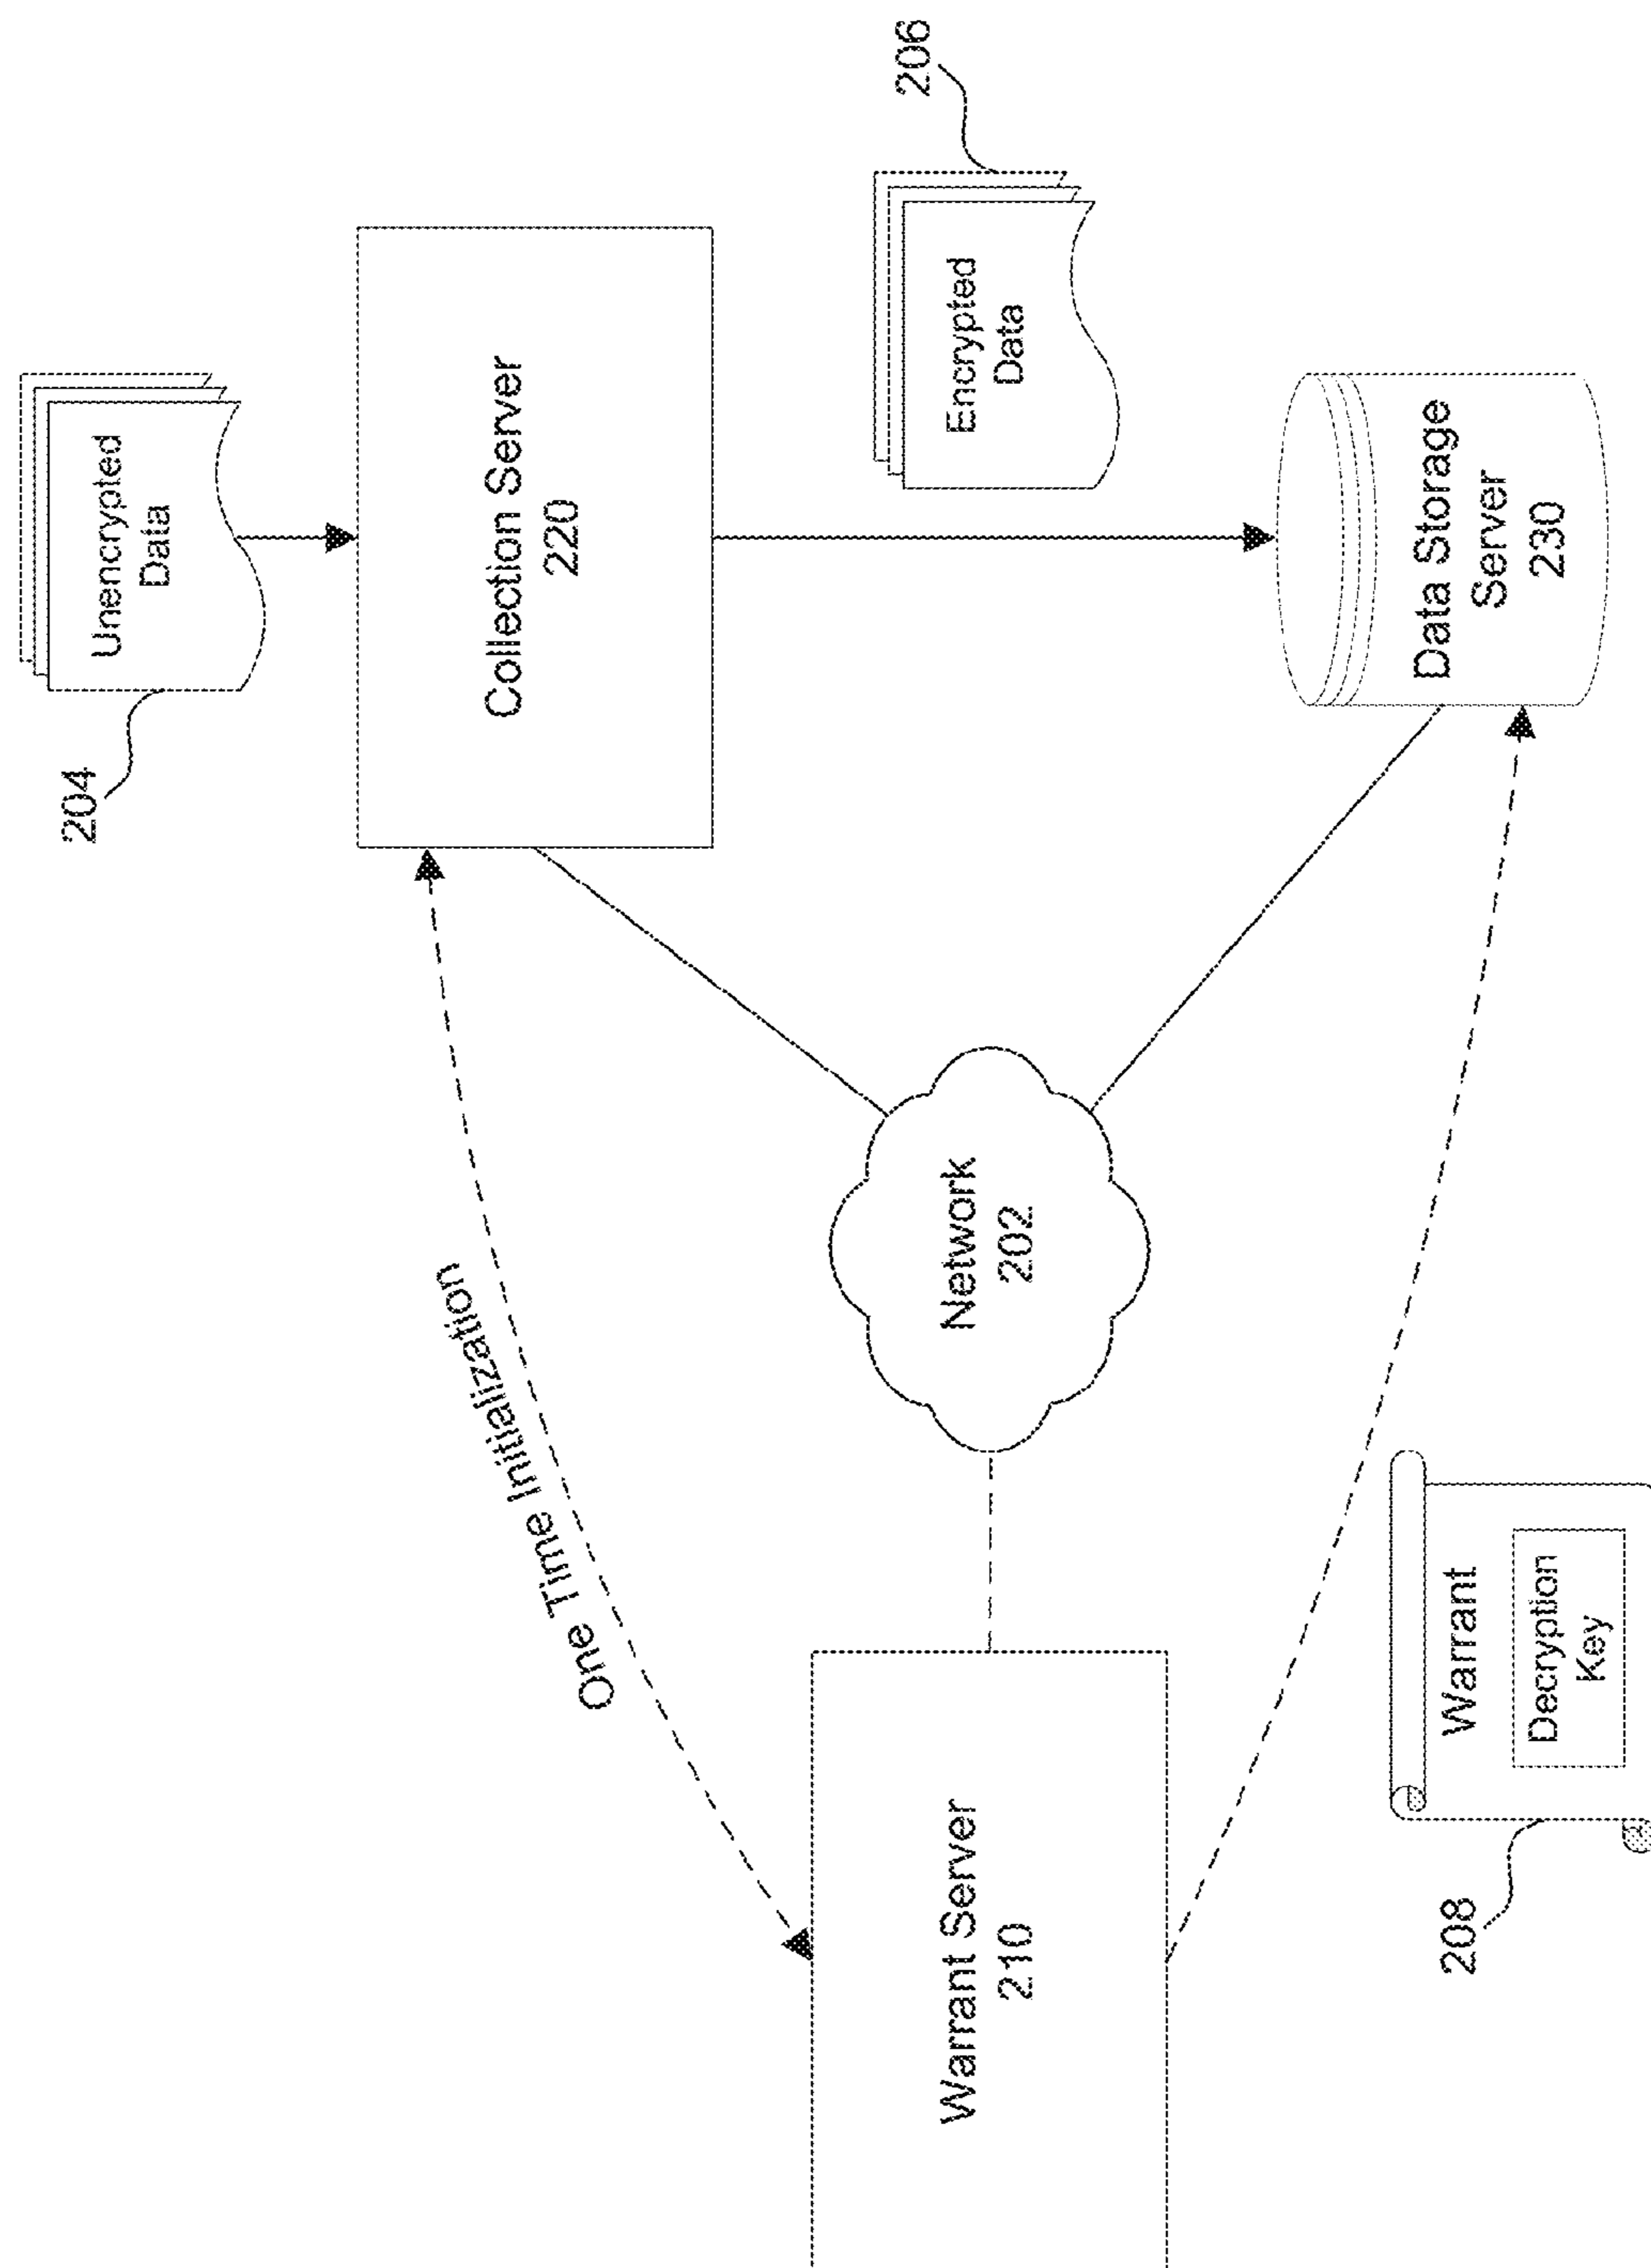 204
Unencrypted
Data
Collection Server
220
206
Encrypted
Data
One Time Initialization
Network
202
Data Storage
Server
230
Warrant Server
210
208
Warrant
Decryption
Key